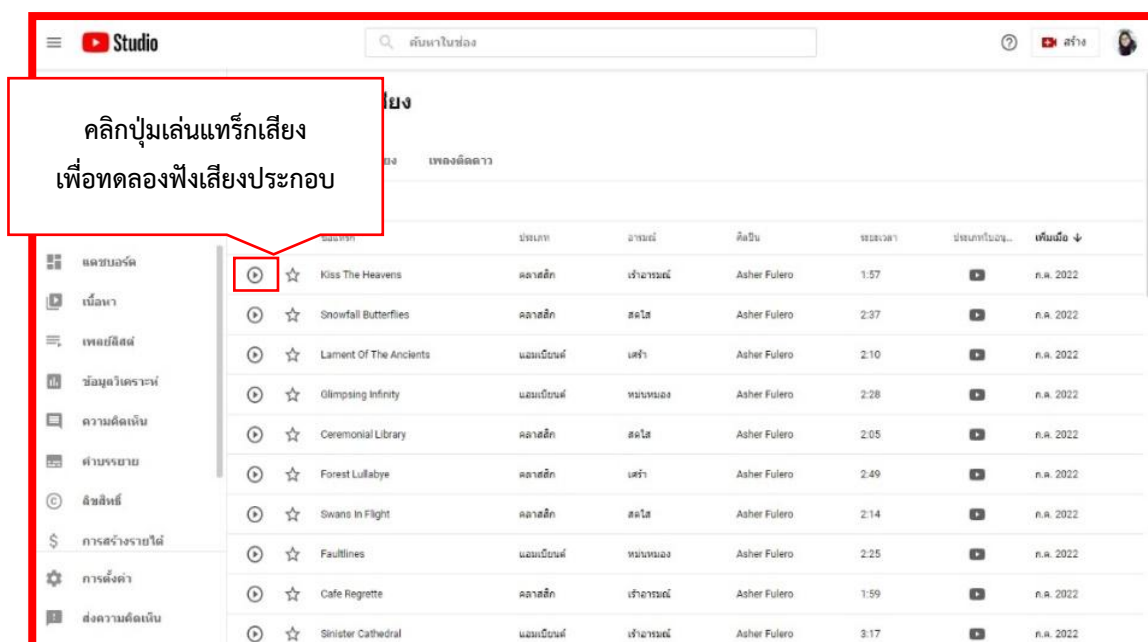 Studio
ค้นหาในช่อง
สร้าง
คลิกปุ่มเล่นแทร็กเสียง
เพื่อทดลองฟังเสียงประกอบ
เพลงติดดาว
ชื่อแทร็ก ประเภท อารมณ์ ศิลปิน ระยะเวลา ประเภทใบอนุ... เพิ่มเมื่อ ↓
แดชบอร์ด
Kiss The Heavens คลาสสิก เร้าอารมณ์ Asher Fulero 1:57 ก.ค. 2022
เนื้อหา
Snowfall Butterflies คลาสสิก สดใส Asher Fulero 2:37 ก.ค. 2022
เพลย์ลิสต์
Lament Of The Ancients แอมเบียนต์ เศร้า Asher Fulero 2:10 ก.ค. 2022
ข้อมูลวิเคราะห์
Glimpsing Infinity แอมเบียนต์ หม่นหมอง Asher Fulero 2:28 ก.ค. 2022
ความคิดเห็น
Ceremonial Library คลาสสิก สดใส Asher Fulero 2:05 ก.ค. 2022
คำบรรยาย
Forest Lullabye คลาสสิก เศร้า Asher Fulero 2:49 ก.ค. 2022
ลิขสิทธิ์
Swans In Flight คลาสสิก สดใส Asher Fulero 2:14 ก.ค. 2022
การสร้างรายได้
Faultlines แอมเบียนต์ หม่นหมอง Asher Fulero 2:25 ก.ค. 2022
การตั้งค่า
Cafe Regrette คลาสสิก เร้าอารมณ์ Asher Fulero 1:59 ก.ค. 2022
ส่งความคิดเห็น
Sinister Cathedral แอมเบียนต์ เร้าอารมณ์ Asher Fulero 3:17 ก.ค. 2022